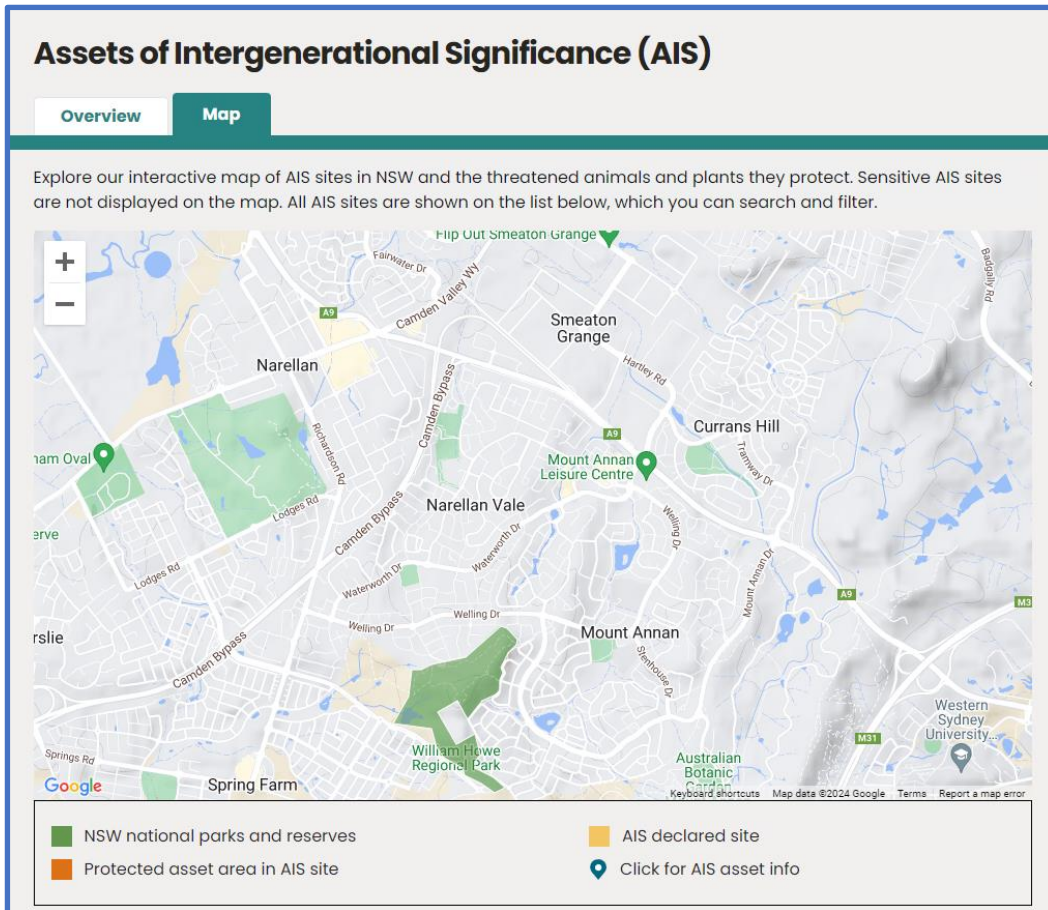 Assets of Intergenerational Significance (AIS)
Overview
Map
Explore our interactive map of AIS sites in NSW and the threatened animals and plants they protect. Sensitive AIS sites
are not displayed on the map. All AIS sites are shown on the list below, which you can search and filter.
+
−
Flip Out Smeaton Grange
Fairwater Dr
Camden Valley Wy
Badgally Rd
A9
Smeaton
Grange
Narellan
Hartley Rd
Camden Bypass
Richardson Rd
A9
Currans Hill
Tramway Dr
ham Oval
Mount Annan
Leisure Centre
Lodges Rd
Narellan Vale
Camden Bypass
Welling Dr
erve
Waterworth Dr
Lodges Rd
Waterworth Dr
Mount Annan Dr
A9
M3
Welling Dr
Welling Dr
rslie
Mount Annan
Camden Bypass
Stenhouse Dr
Western
Sydney
University...
M31
William Howe
Regional Park
Springs Rd
Spring Farm
Australian
Botanic
Garden
Google
Keyboard shortcuts
Map data ©2024 Google
Terms
Report a map error
NSW national parks and reserves
AIS declared site
Protected asset area in AIS site
Click for AIS asset info